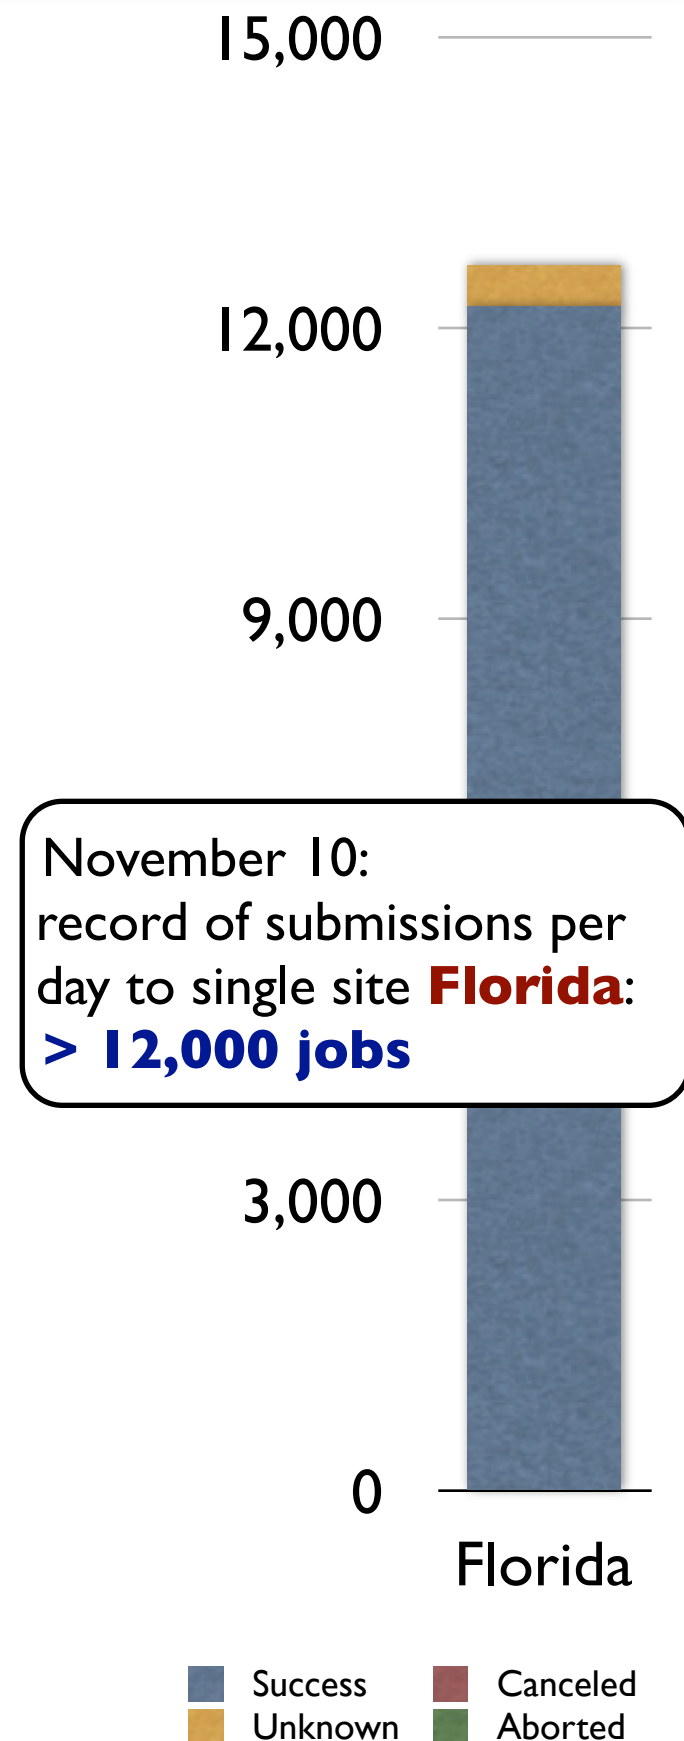 15,000
12,000
9,000
November 10:
record of submissions per
day to single site Florida:
> 12,000 jobs
3,000
0
Florida
Success
Canceled
Unknown
Aborted